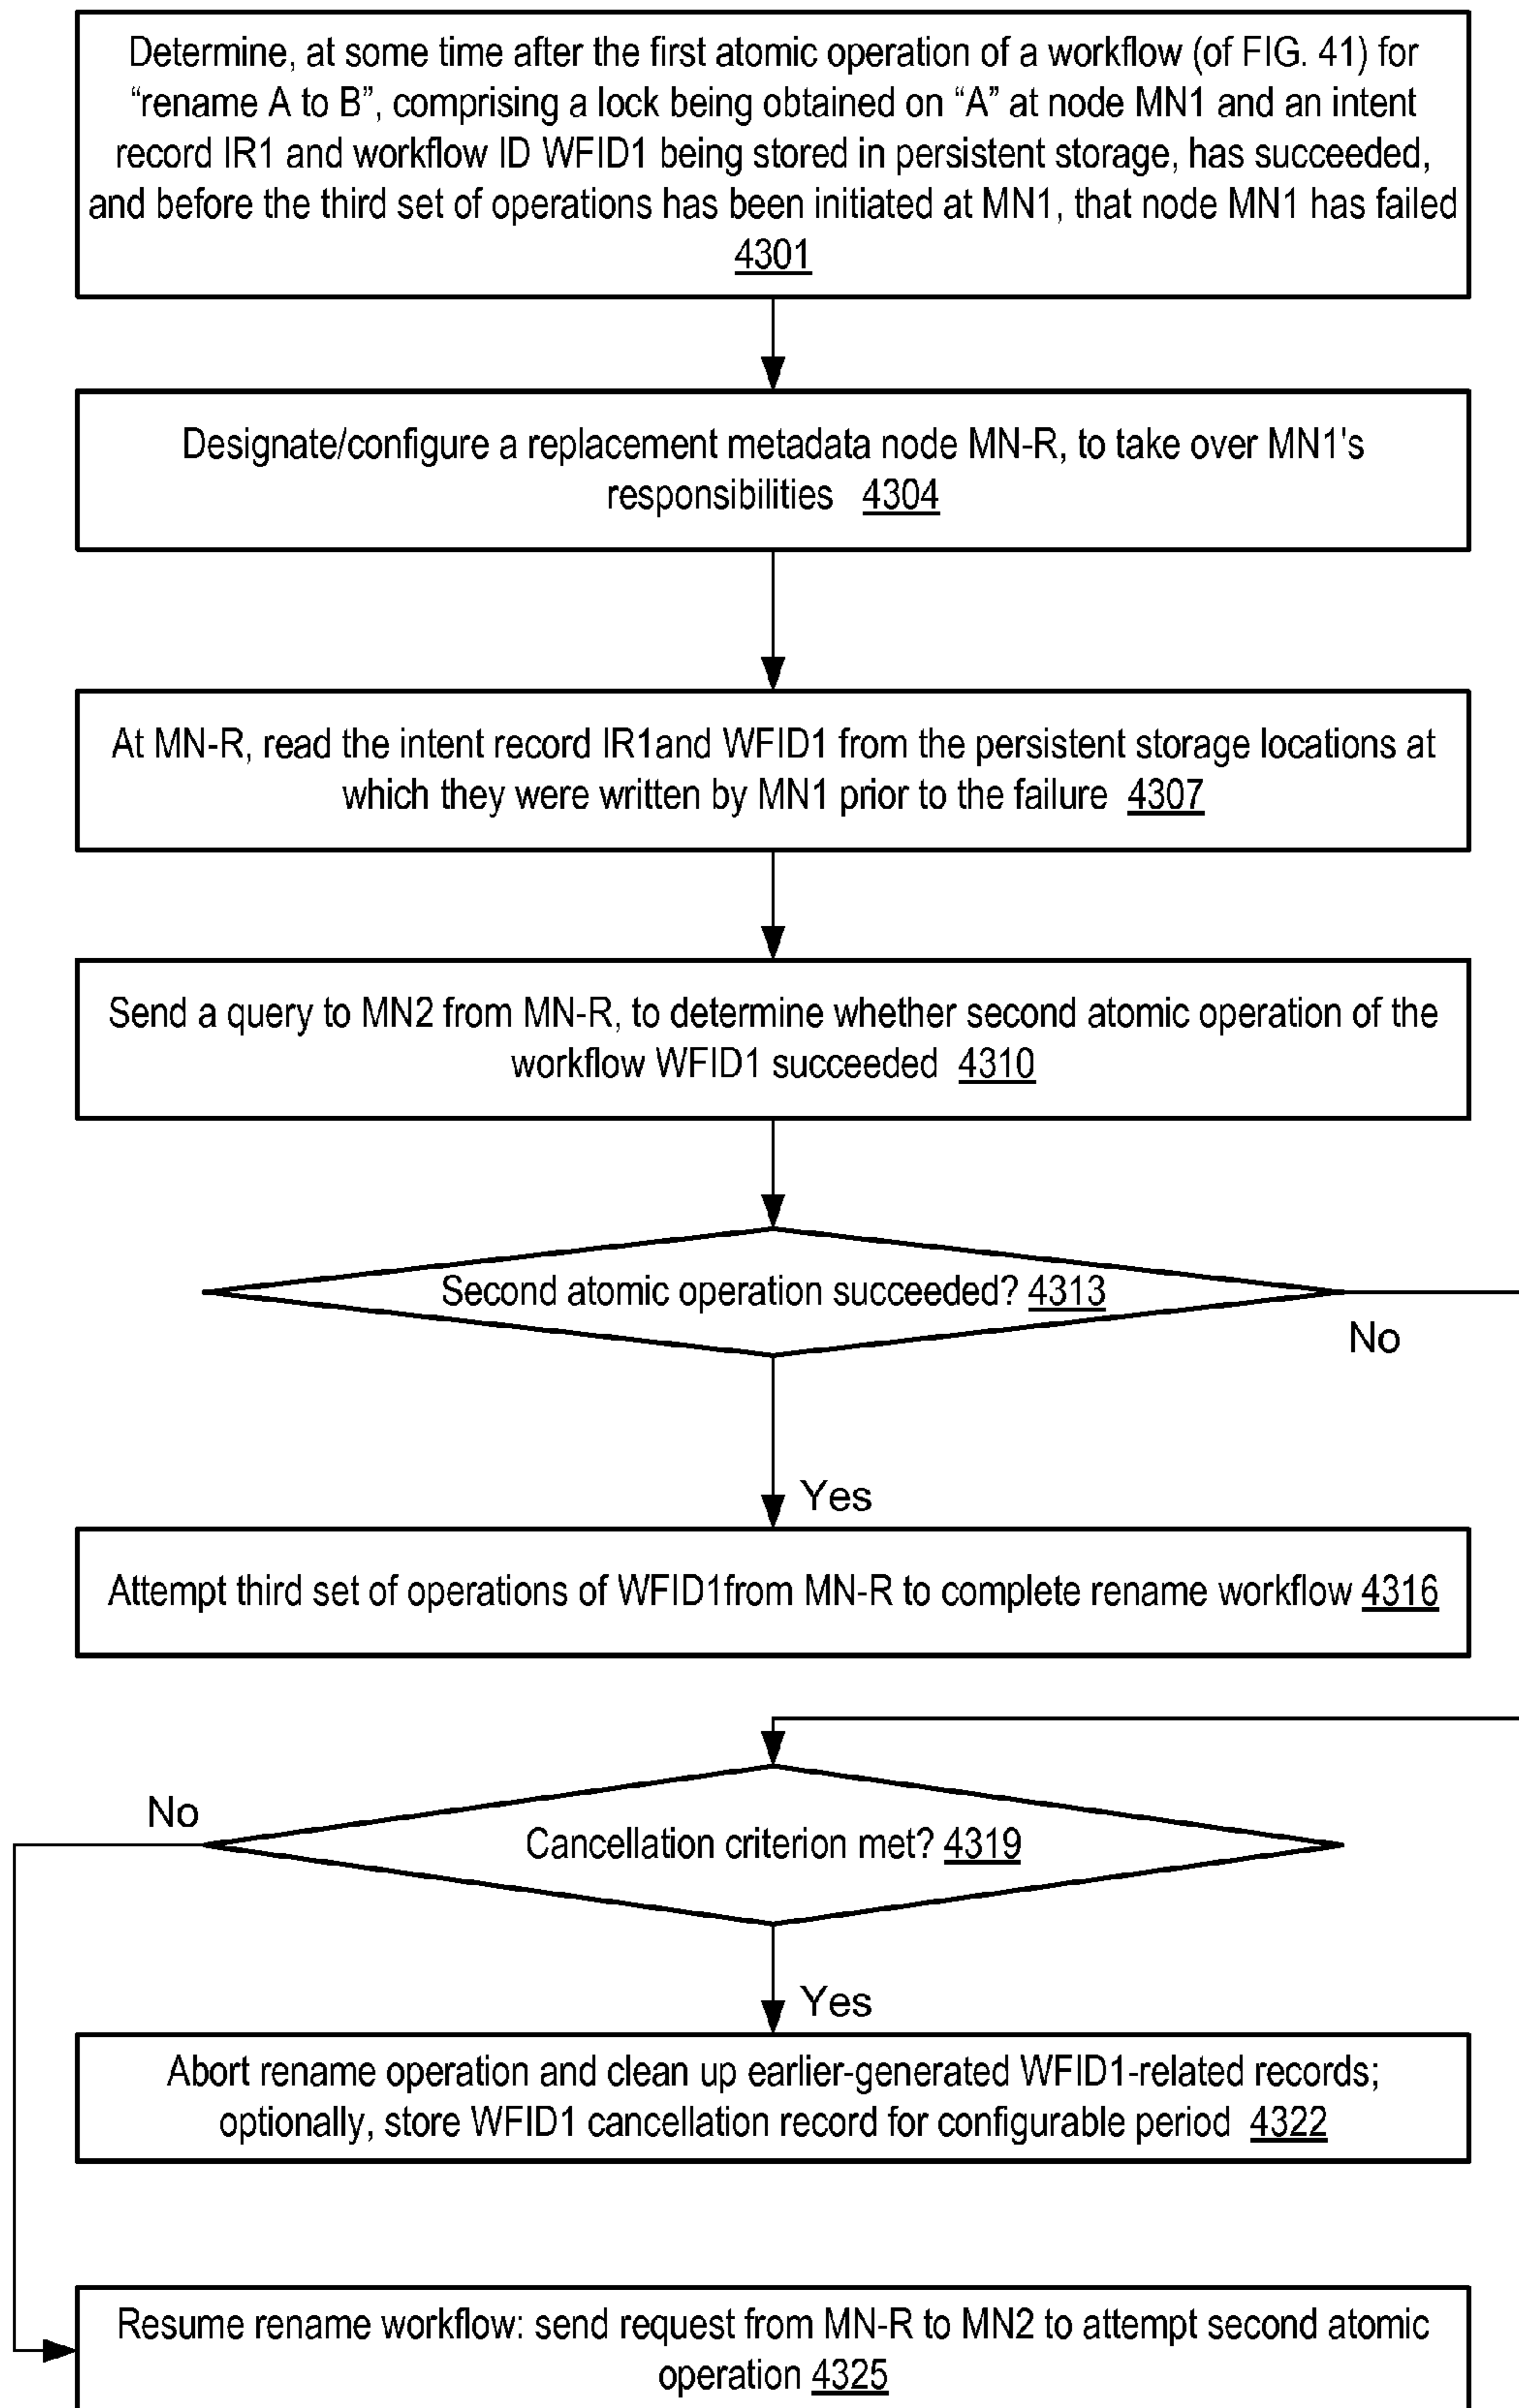 Determine, at some time after the first atomic operation of a workflow (of FIG. 41) for
“rename A to B”, comprising a lock being obtained on “A” at node MN1 and an intent
record IR1 and workflow ID WFID1 being stored in persistent storage, has succeeded,
and before the third set of operations has been initiated at MN1, that node MN1 has failed
4301
Designate/configure a replacement metadata node MN-R, to take over MN1's
responsibilities 4304
At MN-R, read the intent record IR1and WFID1 from the persistent storage locations at
which they were written by MN1 prior to the failure 4307
Send a query to MN2 from MN-R, to determine whether second atomic operation of the
workflow WFID1 succeeded 4310
Second atomic operation succeeded? 4313
No
Yes
Attempt third set of operations of WFID1from MN-R to complete rename workflow 4316
No
Cancellation criterion met? 4319
Yes
Abort rename operation and clean up earlier-generated WFID1-related records;
optionally, store WFID1 cancellation record for configurable period 4322
Resume rename workflow: send request from MN-R to MN2 to attempt second atomic
operation 4325